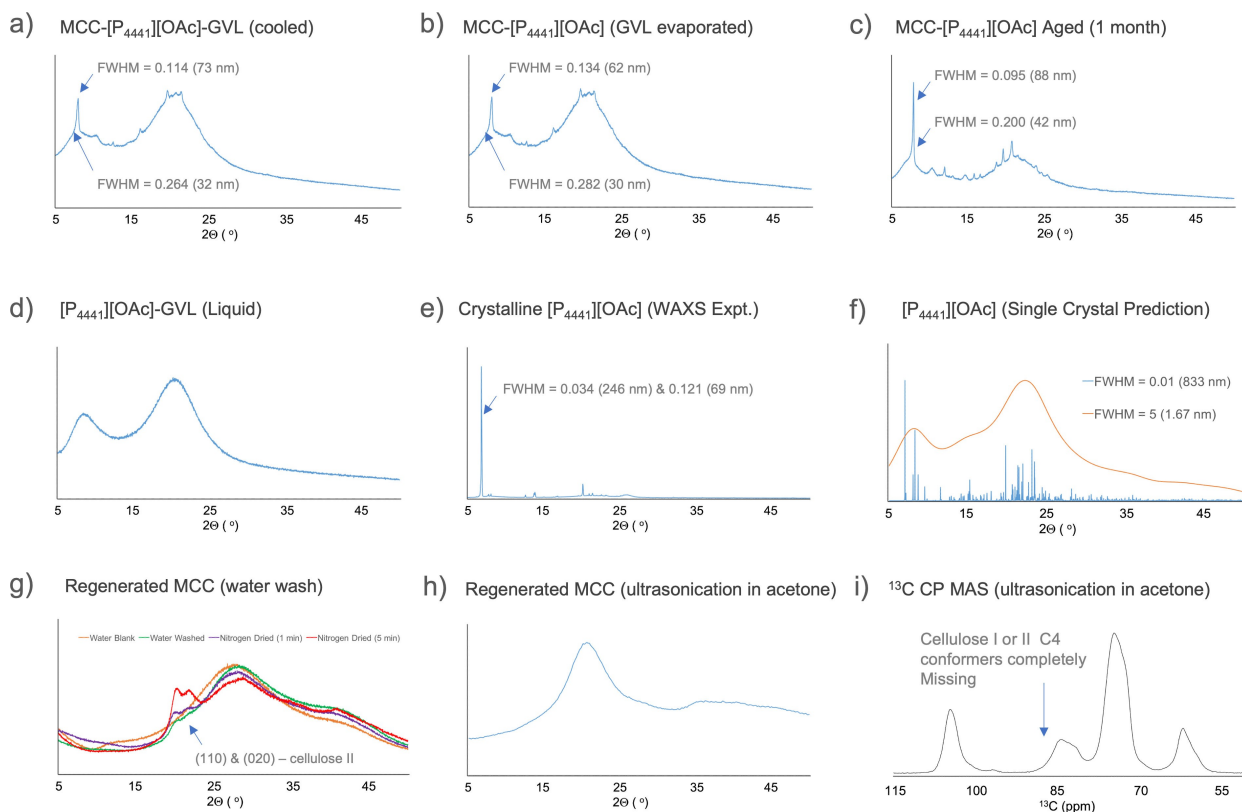 a) MCC-[P4441][OAc]-GVL (cooled)
FWHM = 0.114 (73 nm)
FWHM = 0.264 (32 nm)
5 15 25 35 45
2Θ ( º)
b) MCC-[P4441][OAc] (GVL evaporated)
FWHM = 0.134 (62 nm)
FWHM = 0.282 (30 nm)
5 15 25 35 45
2Θ ( º)
c) MCC-[P4441][OAc] Aged (1 month)
FWHM = 0.095 (88 nm)
FWHM = 0.200 (42 nm)
5 15 25 35 45
2Θ ( º)
d) [P4441][OAc]-GVL (Liquid)
5 15 25 35 45
2Θ ( º)
e) Crystalline [P4441][OAc] (WAXS Expt.)
FWHM = 0.034 (246 nm) & 0.121 (69 nm)
5 15 25 35 45
2Θ ( º)
f) [P4441][OAc] (Single Crystal Prediction)
FWHM = 0.01 (833 nm)
FWHM = 5 (1.67 nm)
5 15 25 35 45
2Θ ( º)
g) Regenerated MCC (water wash)
Water Blank Water Washed Nitrogen Dried (1 min) Nitrogen Dried (5 min)
(110) & (020) – cellulose II
5 15 25 35 45
2Θ ( º)
h) Regenerated MCC (ultrasonication in acetone)
5 15 25 35 45
2Θ ( º)
i) 13C CP MAS (ultrasonication in acetone)
Cellulose I or II C4
conformers completely
Missing
115 100 85 70 55
13C (ppm)